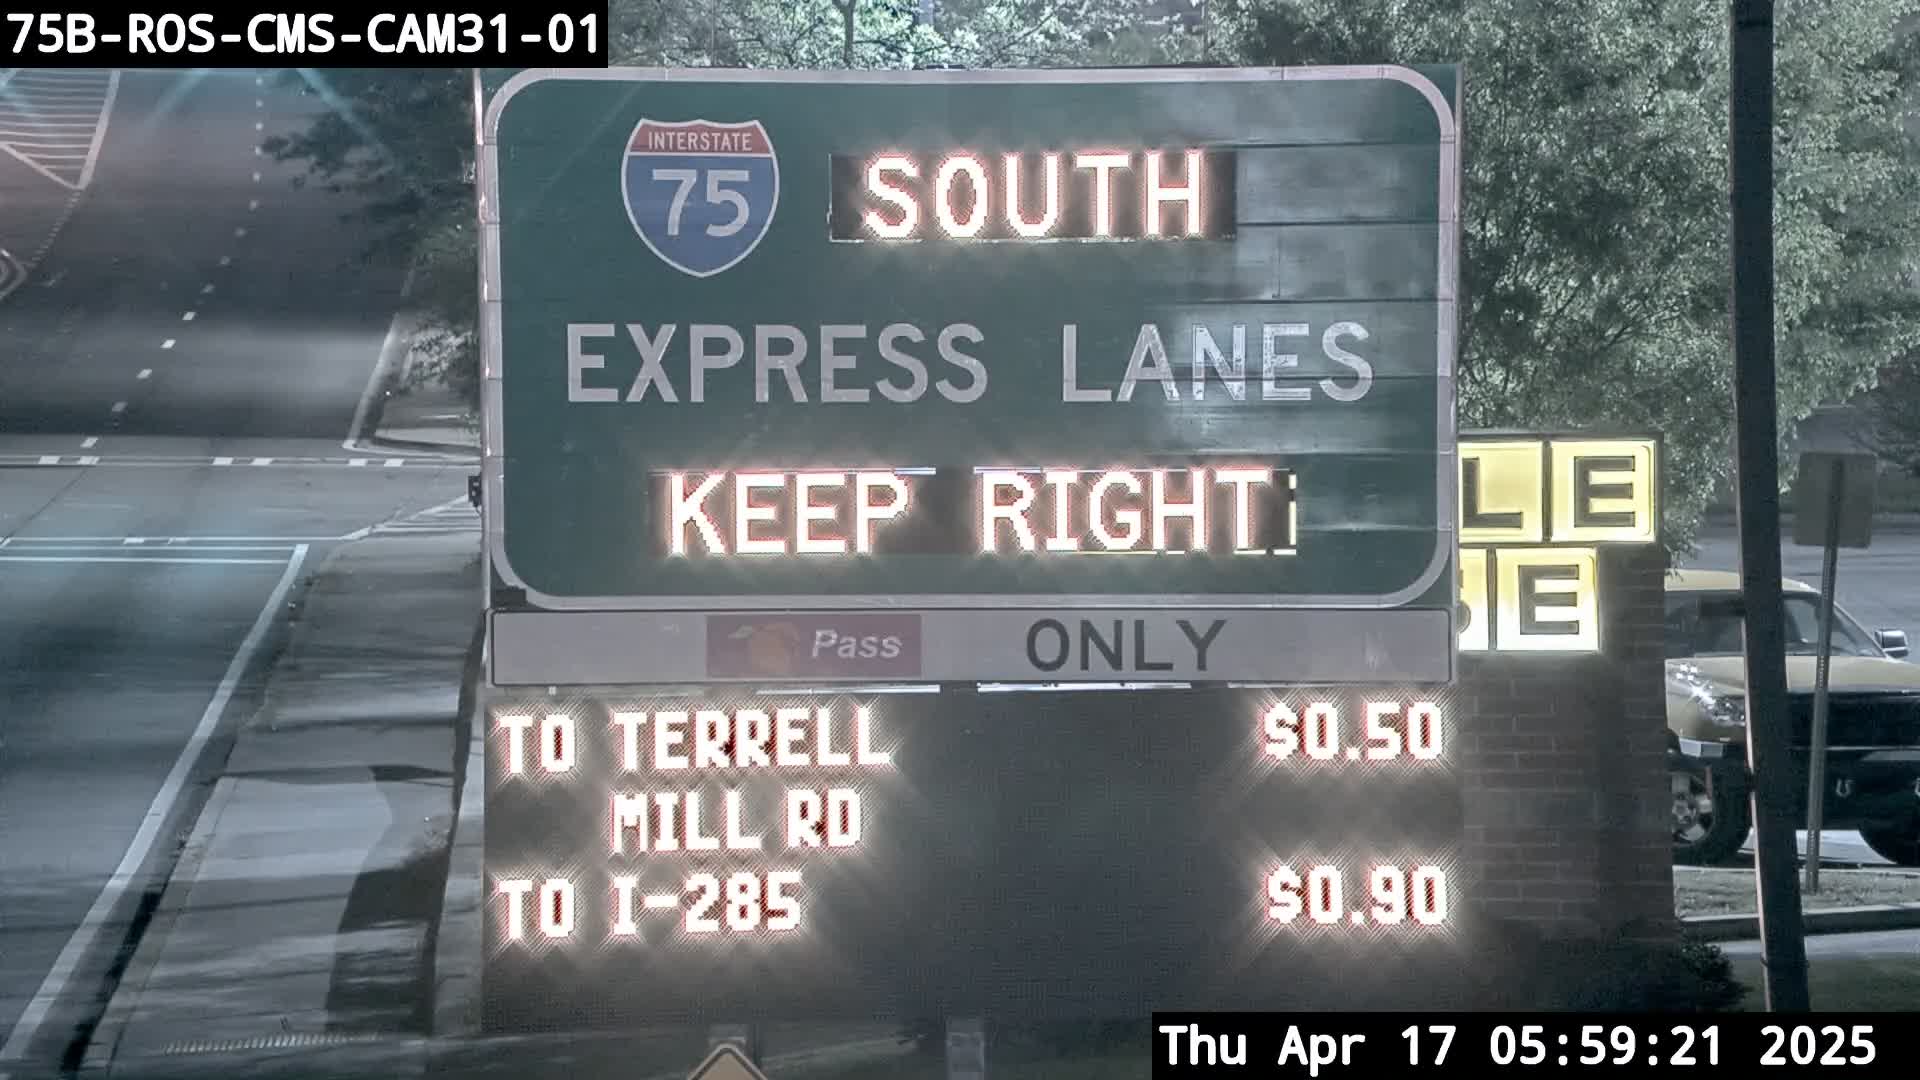 75B-ROS-CMS-CAM31-01
INTERSTATE
75
SOUTH
EXPRESS LANES
KEEP RIGHT
LE
E
Pass ONLY
TO TERRELL $0.50
MILL RD
TO I-285 $0.90
Thu Apr 17 05:59:21 2025